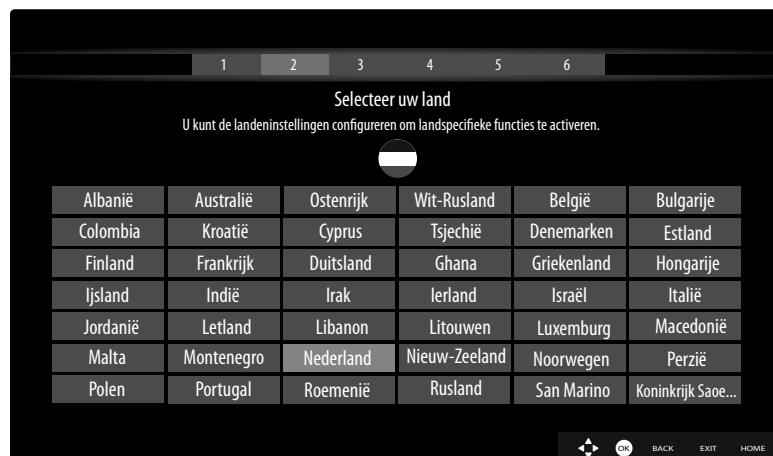 1 2 3 4 5 6
Selecteer uw land
U kunt de landeninstellingen configureren om landspecifieke functies te activeren.
Albanië Australië Ostenrijk Wit-Rusland België Bulgarije
Colombia Kroatië Cyprus Tsjechië Denemarken Estland
Finland Frankrijk Duitsland Ghana Griekenland Hongarije
Ijsland Indië Irak Ierland Israël Italië
Jordanië Letland Libanon Litouwen Luxemburg Macedonië
Malta Montenegro Nederland Nieuw-Zeeland Noorwegen Perzië
Polen Portugal Roemenië Rusland San Marino Koninkrijk Saoe...
OK BACK EXIT HOME